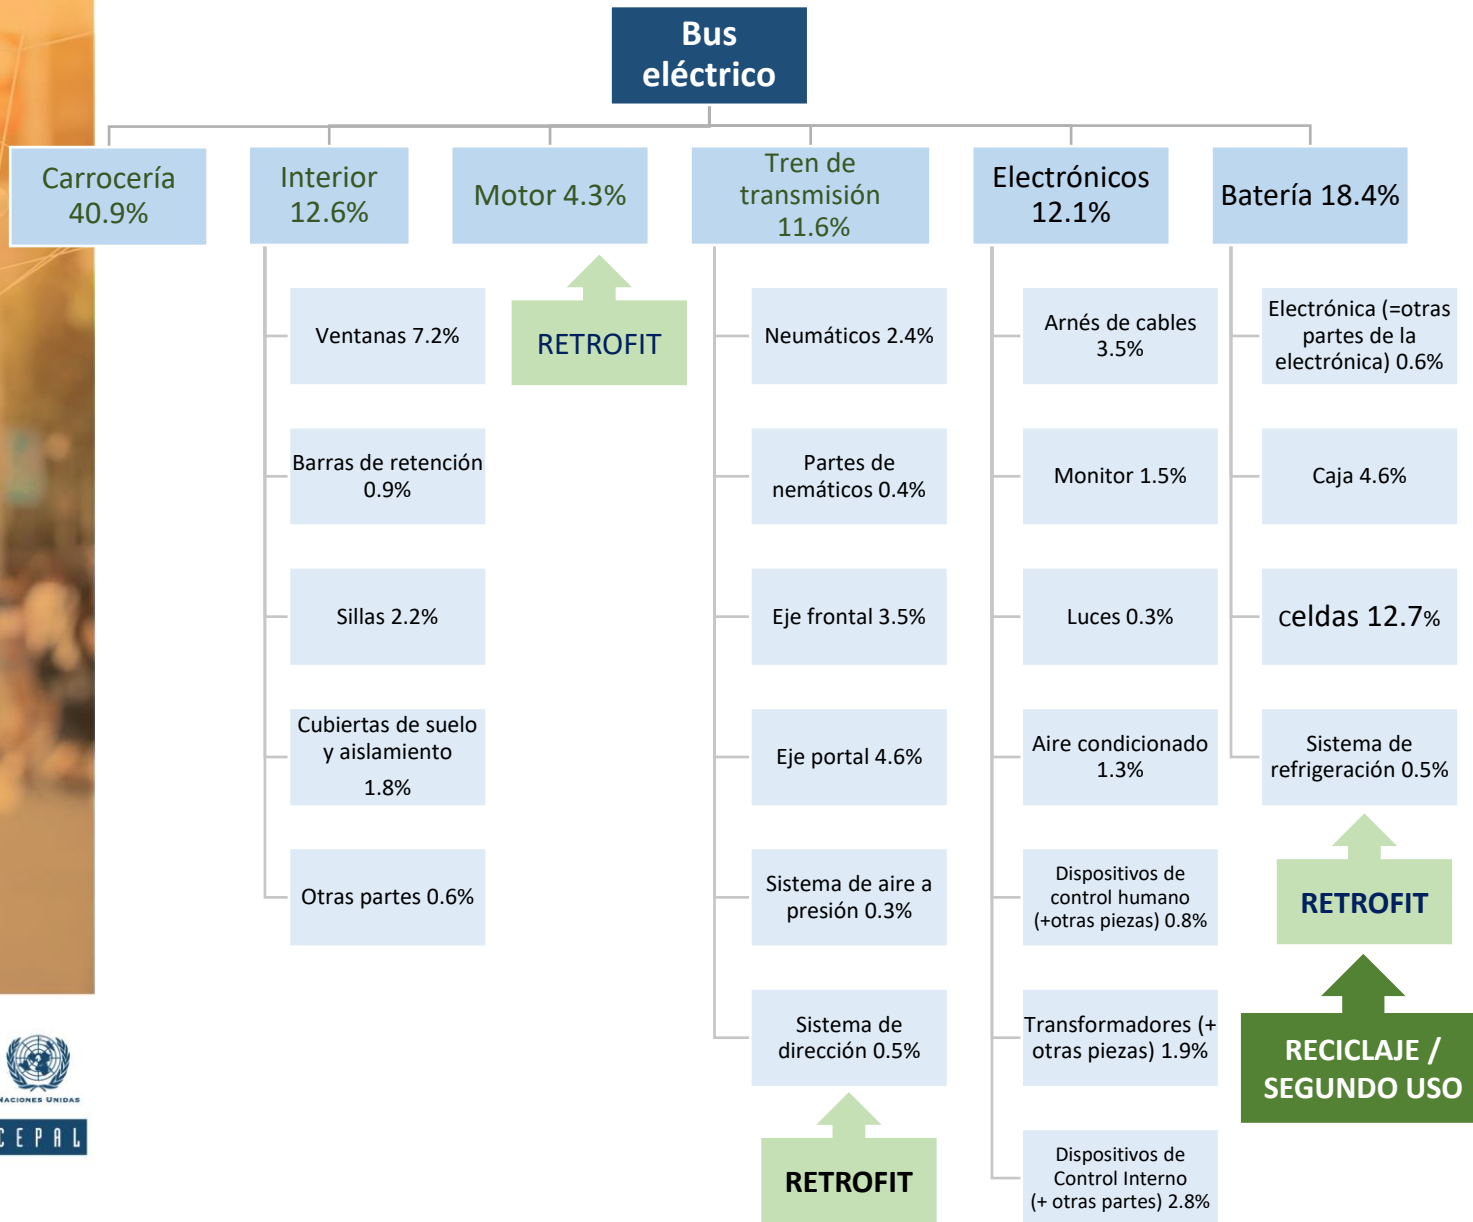 Bus
eléctrico
Carrocería
40.9%
Interior
12.6%
Motor 4.3%
Tren de
transmisión
11.6%
Electrónicos
12.1%
Batería 18.4%
Ventanas 7.2%
Barras de retención
0.9%
Sillas 2.2%
Cubiertas de suelo
y aislamiento
1.8%
Otras partes 0.6%
RETROFIT
Neumáticos 2.4%
Partes de
nemáticos 0.4%
Eje frontal 3.5%
Eje portal 4.6%
Sistema de aire a
presión 0.3%
Sistema de
dirección 0.5%
RETROFIT
Arnés de cables
3.5%
Monitor 1.5%
Luces 0.3%
Aire condicionado
1.3%
Dispositivos de
control humano
(+otras piezas) 0.8%
Transformadores (+
otras piezas) 1.9%
Dispositivos de
Control Interno
(+ otras partes) 2.8%
Electrónica (=otras
partes de la
electrónica) 0.6%
Caja 4.6%
celdas 12.7%
Sistema de
refrigeración 0.5%
RETROFIT
RECICLAJE /
SEGUNDO USO
NACIONES UNIDAS
CEPAL